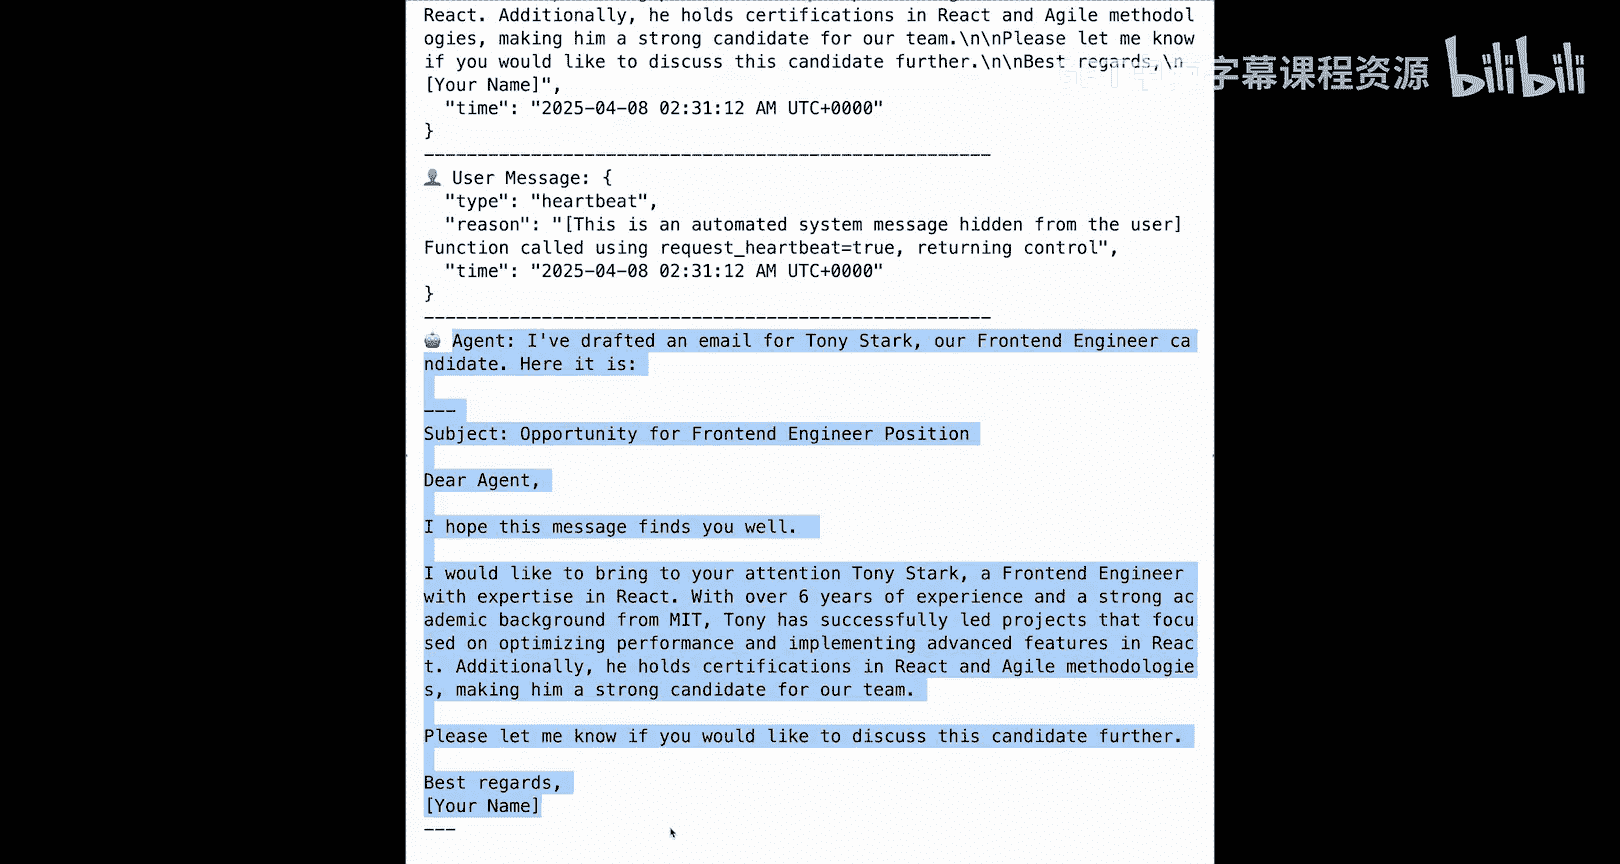 React. Additionally, he holds certifications in React and Agile methodol
ogies, making him a strong candidate for our team.\n\nPlease let me know
if you would like to discuss this candidate further.\n\nBest regards,\n
字幕课程资源
bilibili
[Your Name]",
"time": "2025-04-08 02:31:12 AM UTC+0000"
}
-----------------------------------------------------
User Message: {
"type": "heartbeat",
"reason": "[This is an automated system message hidden from the user]
Function called using request_heartbeat=true, returning control",
"time": "2025-04-08 02:31:12 AM UTC+0000"
}
-----------------------------------------------------
Agent: I've drafted an email for Tony Stark, our Frontend Engineer ca
ndidate. Here it is:
---
Subject: Opportunity for Frontend Engineer Position
Dear Agent,
I hope this message finds you well.
I would like to bring to your attention Tony Stark, a Frontend Engineer
with expertise in React. With over 6 years of experience and a strong ac
ademic background from MIT, Tony has successfully led projects that focu
sed on optimizing performance and implementing advanced features in Reac
t. Additionally, he holds certifications in React and Agile methodologie
s, making him a strong candidate for our team.
Please let me know if you would like to discuss this candidate further.
Best regards,
[Your Name]
---